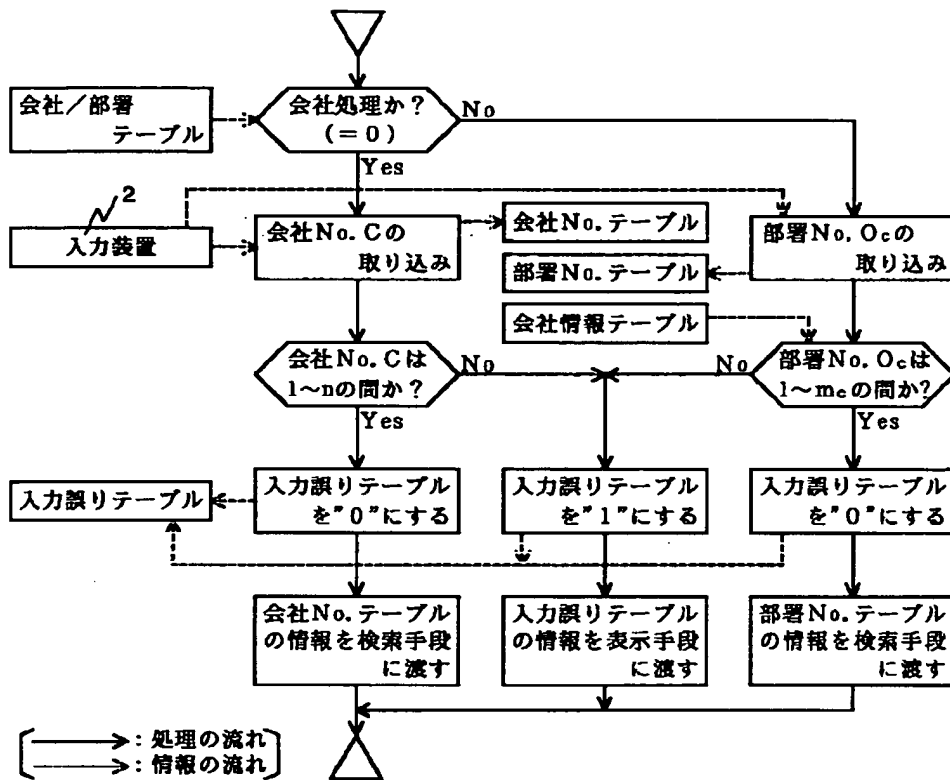 会社/部署
テーブル
会社処理か?
(=0)
No
Yes
2
入力装置
会社No.Cの
取り込み
会社No.テーブル
部署No.テーブル
会社情報テーブル
部署No.Ocの
取り込み
会社No.Cは
1~nの間か?
No
Yes
部署No.Ocは
1~mcの間か?
No
Yes
入力誤りテーブル
入力誤りテーブル
を"0"にする
入力誤りテーブル
を"1"にする
入力誤りテーブル
を"0"にする
会社No.テーブル
の情報を検索手段
に渡す
入力誤りテーブル
の情報を表示手段
に渡す
部署No.テーブル
の情報を検索手段
に渡す
:処理の流れ
:情報の流れ